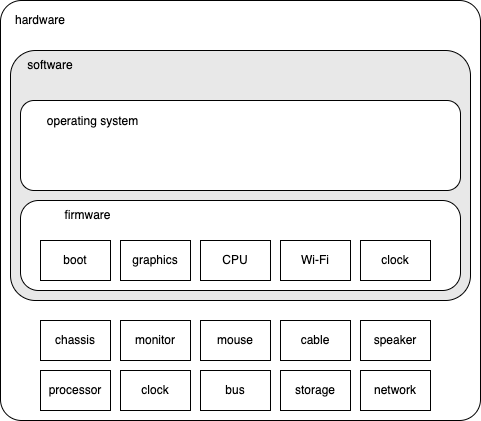 hardware
software
operating system
firmware
boot graphics CPU Wi-Fi clock
chassis monitor mouse cable speaker
processor clock bus storage network